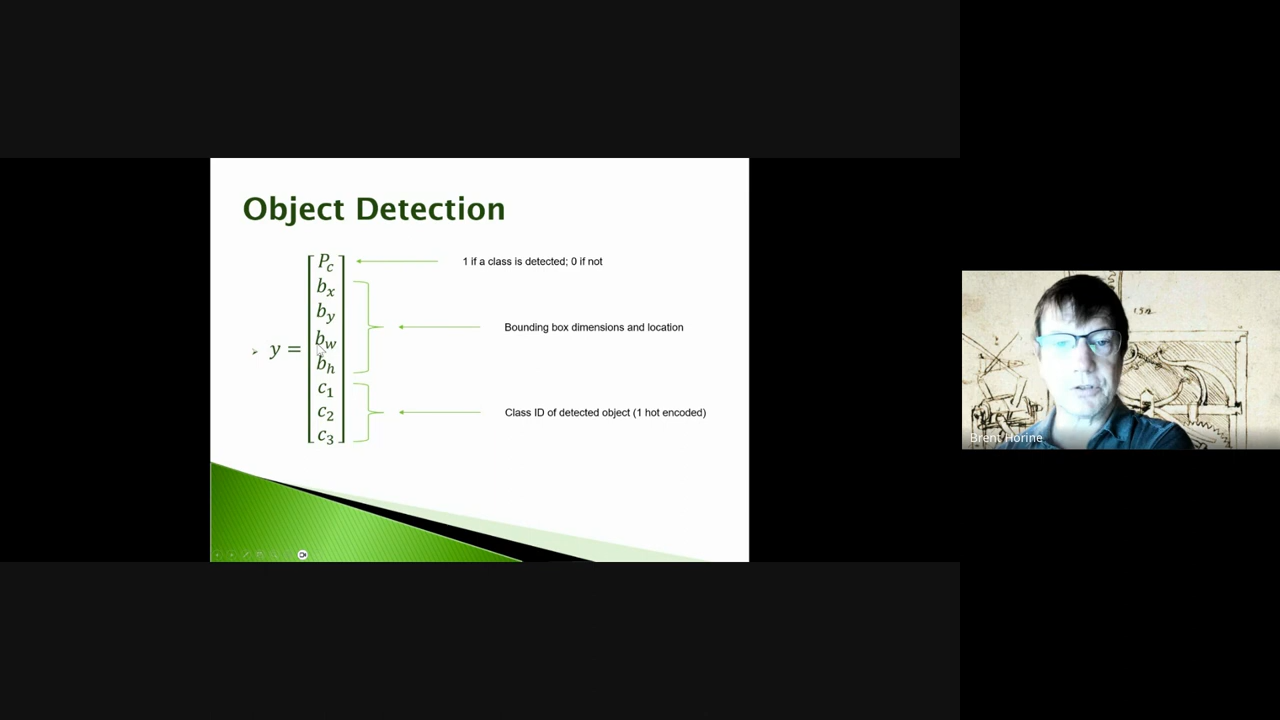 Object Detection
P_c
1 if a class is detected; 0 if not
b_x
b_y
Bounding box dimensions and location
y =
b_w
b_h
c_1
c_2
Class ID of detected object (1 hot encoded)
c_3
Brent Horine